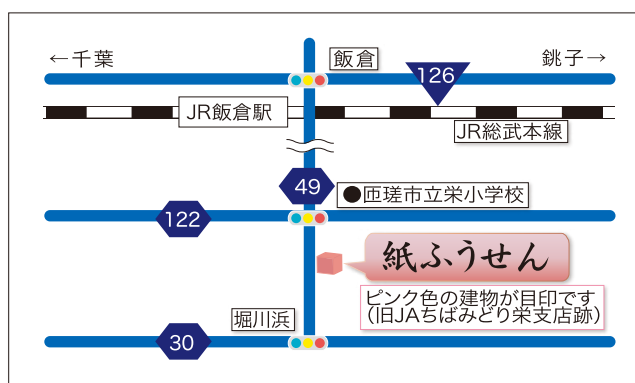 ←千葉
飯倉
126
銚子→
JR飯倉駅
JR総武本線
49
●匝瑳市立栄小学校
122
紙ふうせん
ピンク色の建物が目印です
（旧JAちばみどり栄支店跡）
堀川浜
30